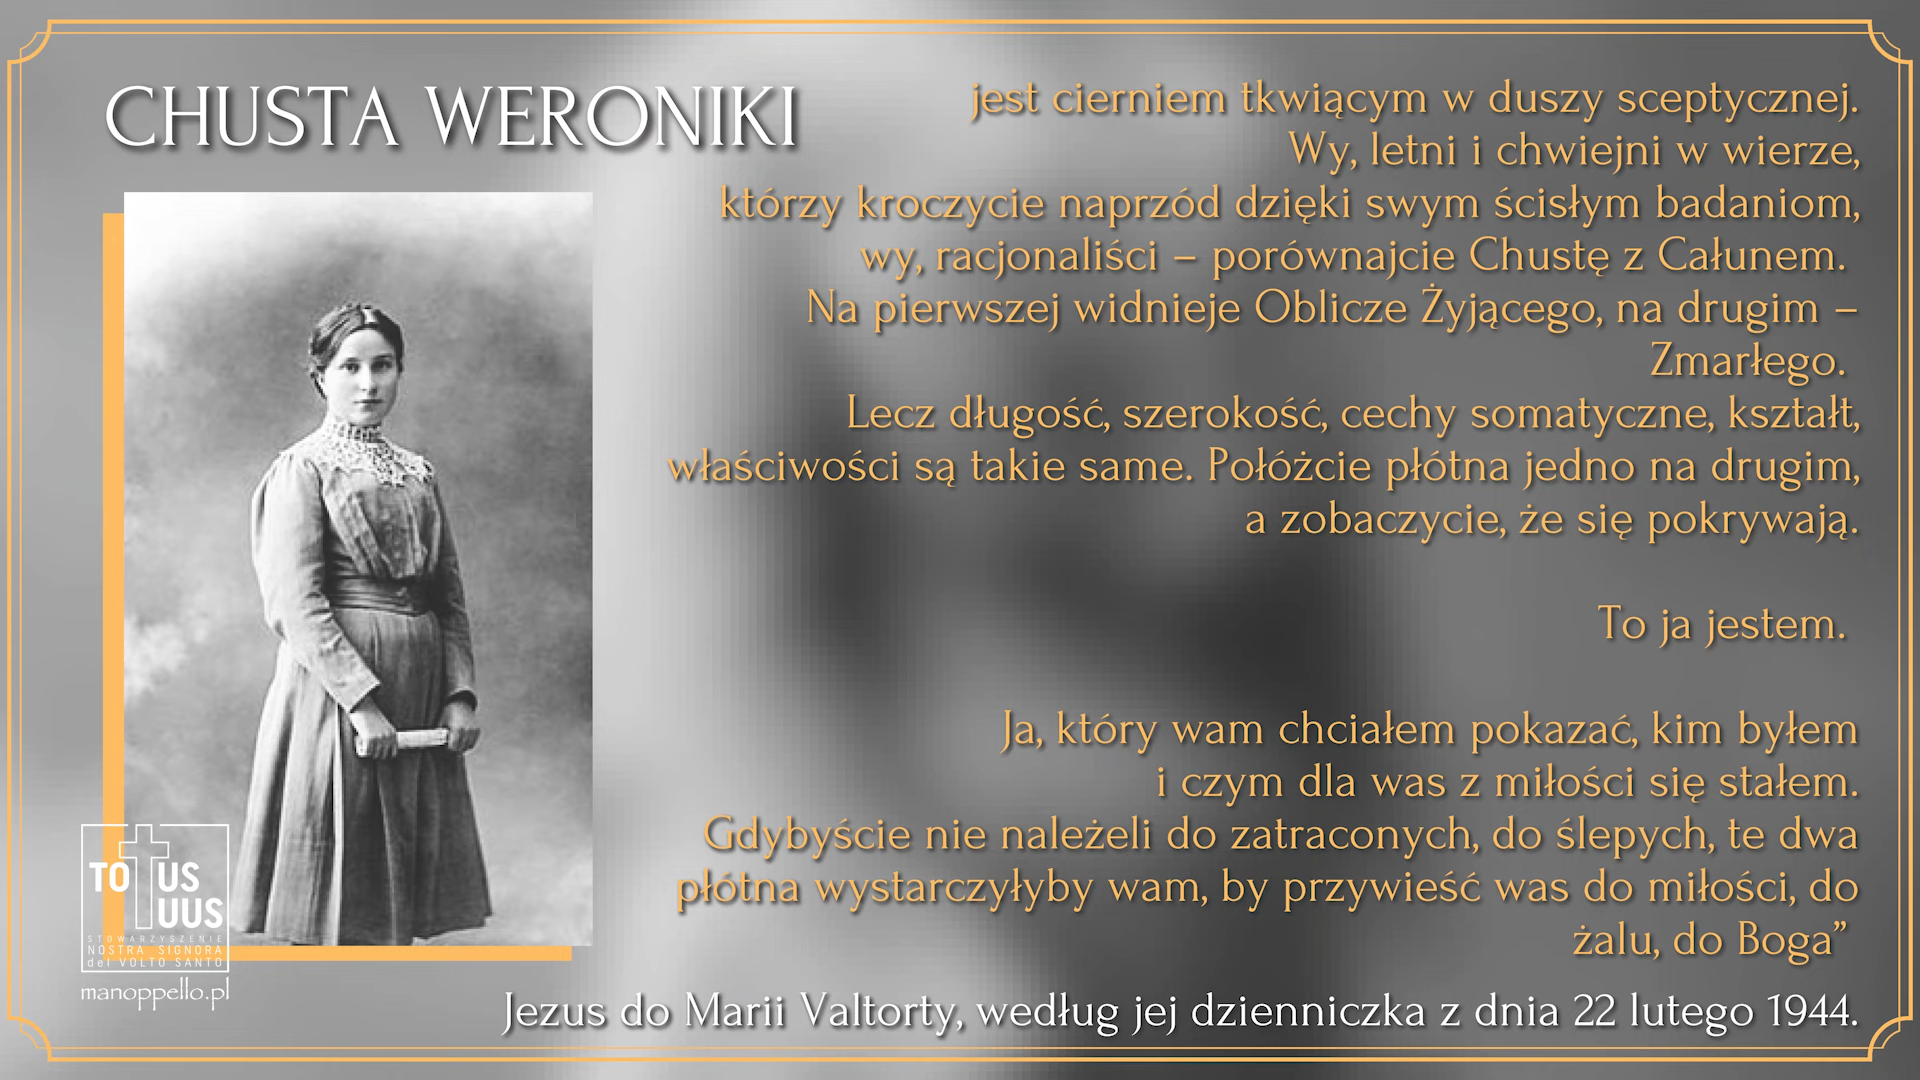 CHUSTA WERONIKI
jest cierniem tkwiącym w duszy sceptycznej.
Wy, letni i chwiejni w wierze,
którzy kroczycie naprzód dzięki swym ścisłym badaniom,
wy, racjonaliści – porównajcie Chustę z Całunem.
Na pierwszej widnieje Oblicze Żyjącego, na drugim –
Zmarłego.
Lecz długość, szerokość, cechy somatyczne, kształt,
właściwości są takie same. Połóżcie płótna jedno na drugim,
a zobaczycie, że się pokrywają.
To ja jestem.
Ja, który wam chciałem pokazać, kim byłem
i czym dla was z miłości się stałem.
Gdybyście nie należeli do zatraconych, do ślepych, te dwa
płótna wystarczyłyby wam, by przywieść was do miłości, do
żalu, do Boga”
Jezus do Marii Valtorty, według jej dzienniczka z dnia 22 lutego 1944.
TOTUS
TUUS
STOWARZYSZENIE
NOSTRA SIGNORA
del VOLTO SANTO
manoppello.pl